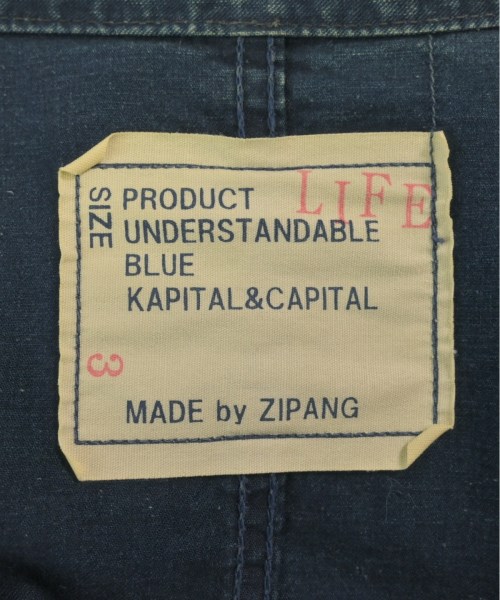 LIFE
SIZE
3
PRODUCT
UNDERSTANDABLE
BLUE
KAPITAL&CAPITAL
MADE by ZIPANG